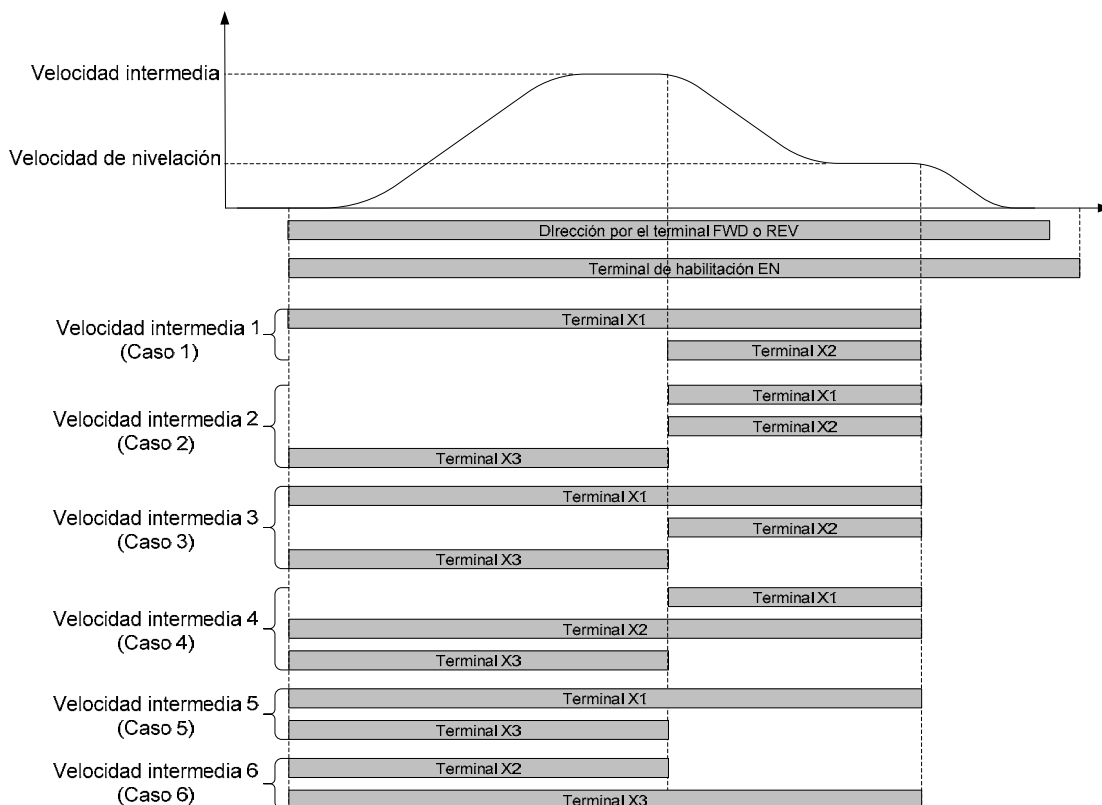 Velocidad intermedia
Velocidad de nivelación
DIrección por el terminal FWD o REV
Terminal de habilitación EN
Velocidad intermedia 1
(Caso 1)
Terminal X1
Terminal X2
Velocidad intermedia 2
(Caso 2)
Terminal X1
Terminal X2
Terminal X3
Velocidad intermedia 3
(Caso 3)
Terminal X1
Terminal X2
Terminal X3
Velocidad intermedia 4
(Caso 4)
Terminal X1
Terminal X2
Terminal X3
Velocidad intermedia 5
(Caso 5)
Terminal X1
Terminal X3
Velocidad intermedia 6
(Caso 6)
Terminal X2
Terminal X3